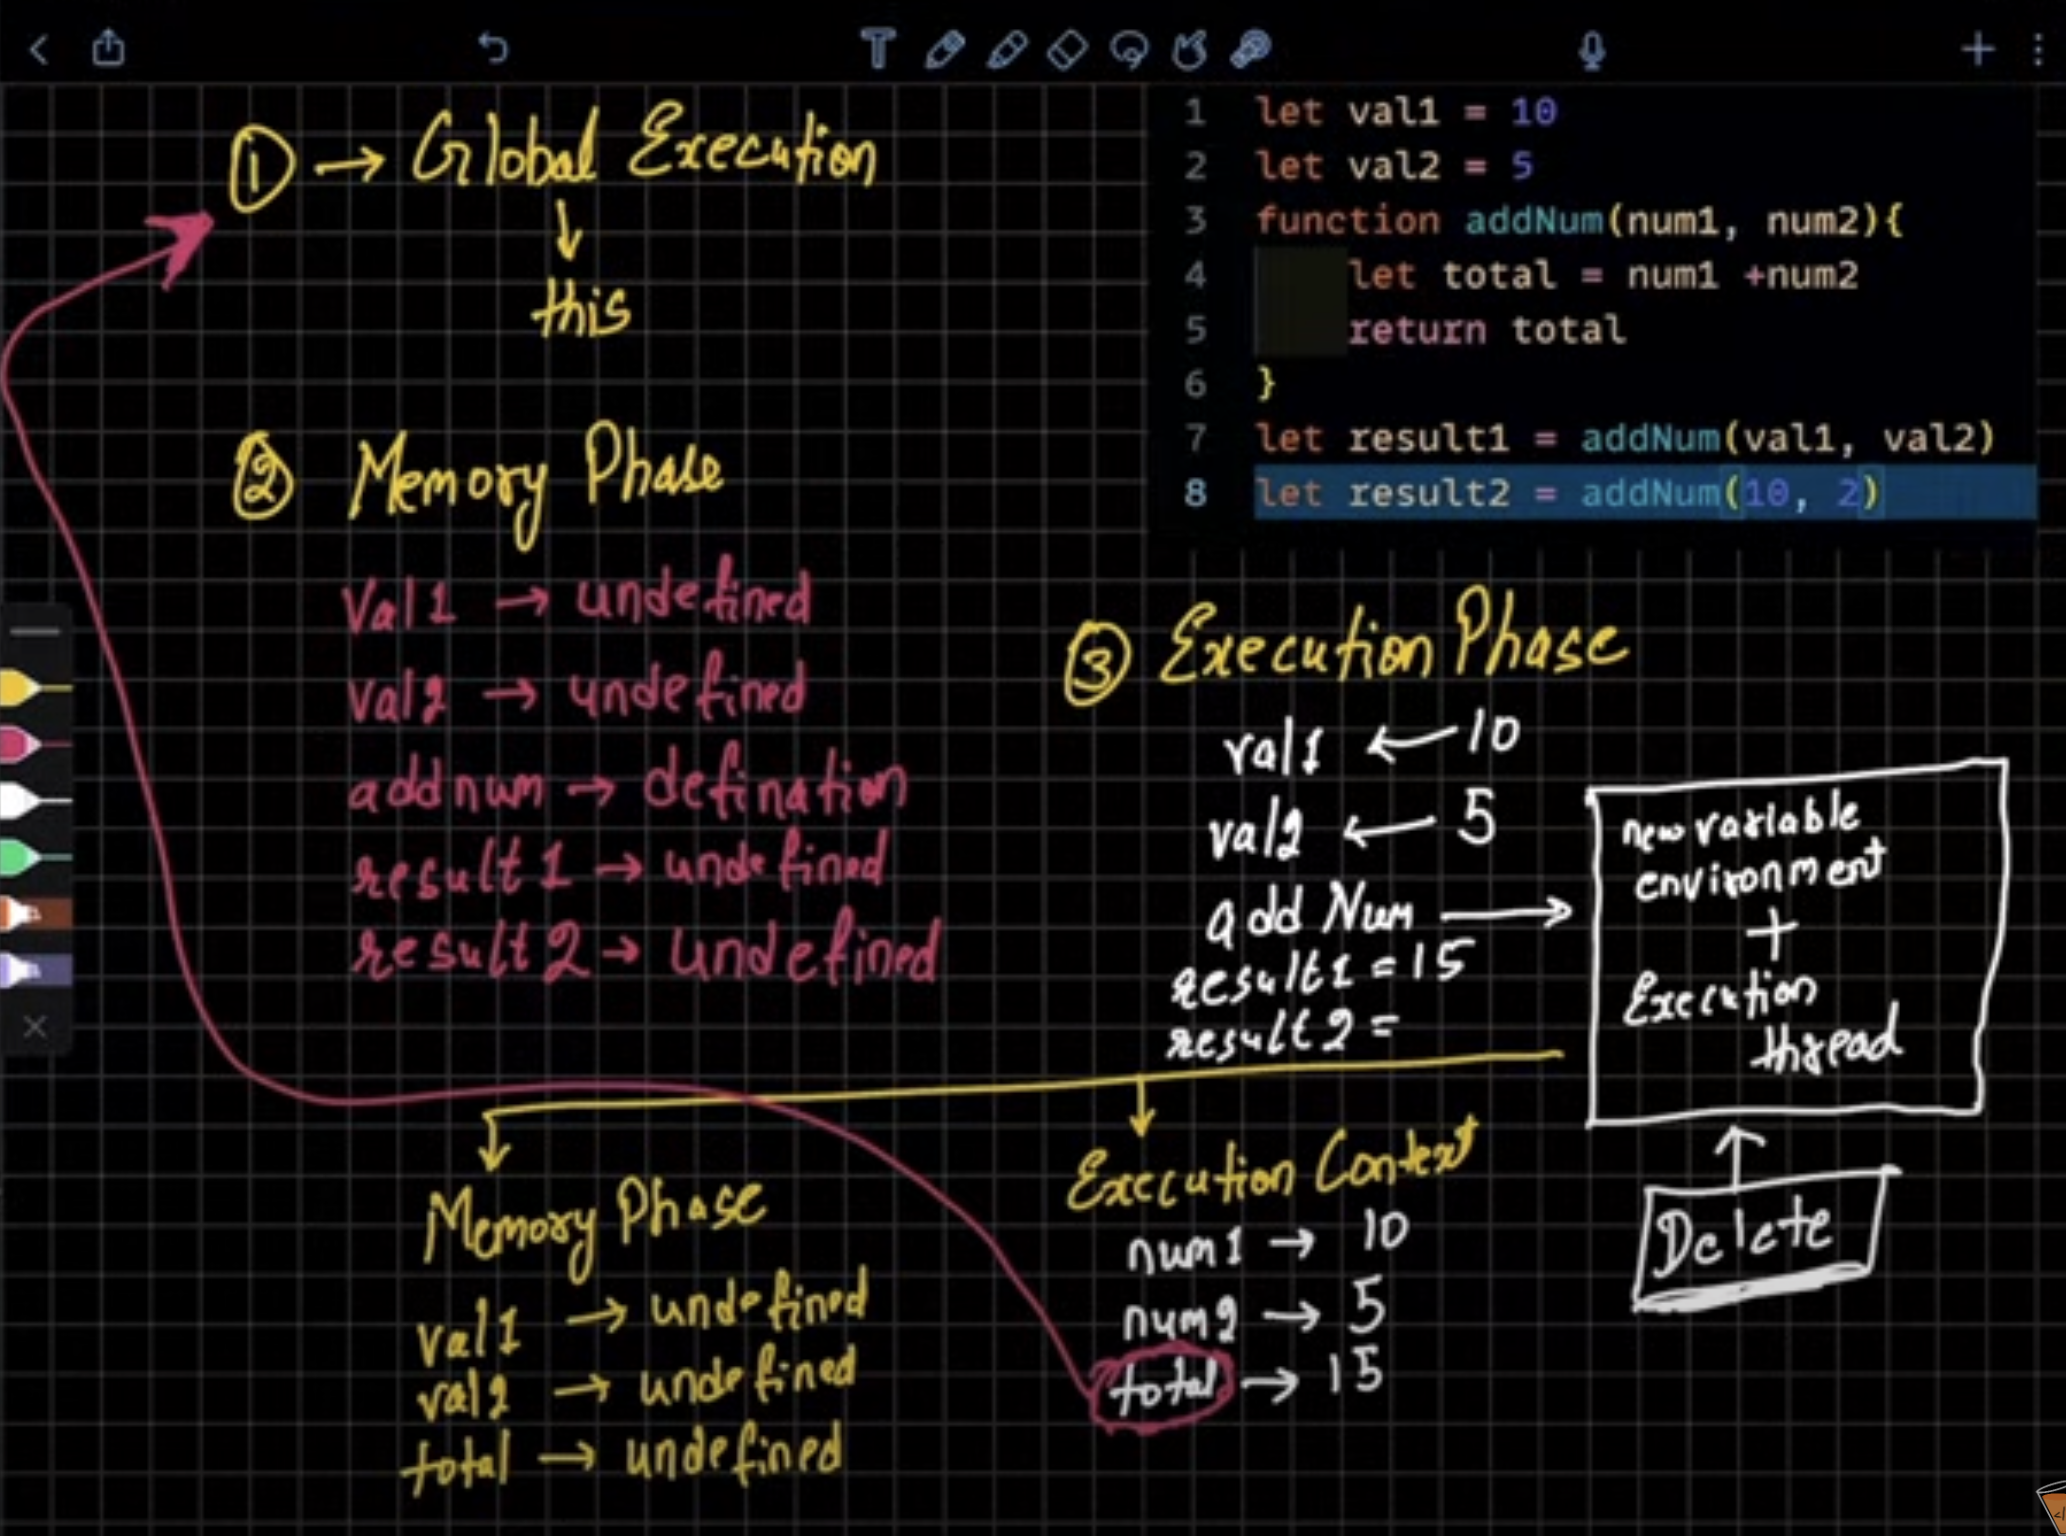 ① → Global Execution
↓
this
② Memory Phase
val1 → undefined
val2 → undefined
addnum → defination
result1 → undefined
result2 → undefined
1 let val1 = 10
2 let val2 = 5
3 function addNum(num1, num2){
4 let total = num1 +num2
5 return total
6 }
7 let result1 = addNum(val1, val2)
8 let result2 = addNum(10, 2)
③ Execution Phase
val1 ← 10
val2 ← 5
add Num →
result1 = 15
result2 =
new variable
environment
+
Execution
thread
Delete
Memory Phase
val1 → undefined
val2 → undefined
total → undefined
Execution Context
num1 → 10
num2 → 5
total → 15